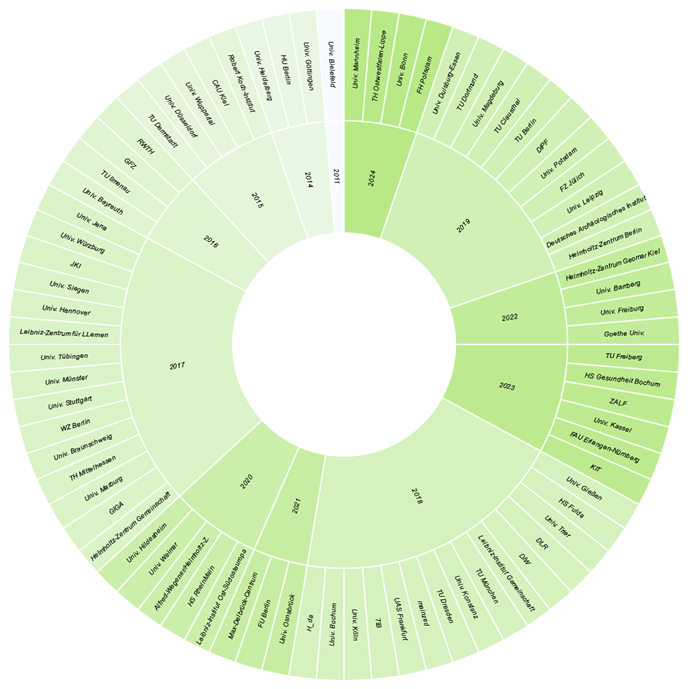 2024
Univ. Mannheim
TH Ostwestfalen-Lippe
Univ. Bonn
FH Potsdam
2019
Univ. Duisburg-Essen
TU Dortmund
Univ. Magdeburg
TU Clausthal
TU Berlin
DIPF
Univ. Potsdam
FZ Jülich
Univ. Leipzig
Deutsches Archäologisches Institut
Helmholtz-Zentrum Berlin
2022
Helmholtz-Zentrum Geomar Kiel
Univ. Bamberg
Univ. Freiburg
Goethe Univ.
2023
TU Freiberg
HS Gesundheit Bochum
ZALF
Univ. Kassel
FAU Erlangen-Nürnberg
KIT
2018
Univ. Gießen
HS Fulda
Univ. Trier
DLR
DIW
Leibniz-Institut Gemeinschaft
TU München
Univ. Konstanz
TU Dresden
mainzed
UAS Frankfurt
TIB
Univ. Köln
Univ. Bochum
H_da
2021
Univ. Osnabrück
FU Berlin
Max-Delbrück-Centrum
2020
Leibniz-Institut Ost-Südosteuropa
HS RheinMain
Alfred-WegenerHelmholtz-Z.
Univ. Weimar
Univ. Hildesheim
2017
Helmholtz-Zentrum Gemeinschaft
GIGA
Univ. Marburg
TH Mittelhessen
Univ. Braunschweig
WZ Berlin
Univ. Stuttgart
Univ. Münster
Univ. Tübingen
Leibniz-Zentrum für LLernen
Univ. Hannover
Univ. Siegen
JKI
Univ. Würzburg
Univ. Jena
2016
Univ. Bayreuth
TU Ilmenau
GFZ
RWTH
TU Darmstadt
2015
Univ. Düsseldorf
Univ. Wuppertal
CAU Kiel
Robert Koch-Institut
2014
Univ. Heidelberg
HU Berlin
Univ. Göttingen
2011
Univ. Bielefeld